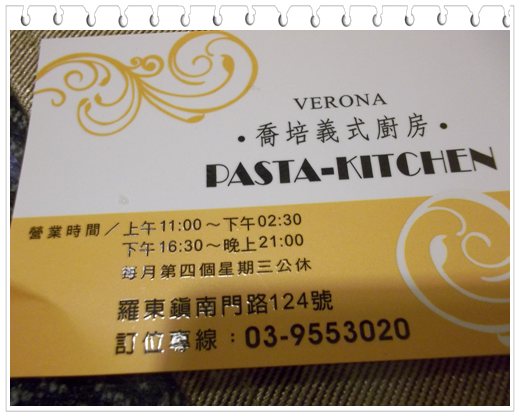 VERONA
•喬培義式廚房•
PASTA-KITCHEN
營業時間／上午11:00～下午02:30
下午16:30～晚上21:00
每月第四個星期三公休
羅東鎮南門路124號
訂位專線：03-9553020